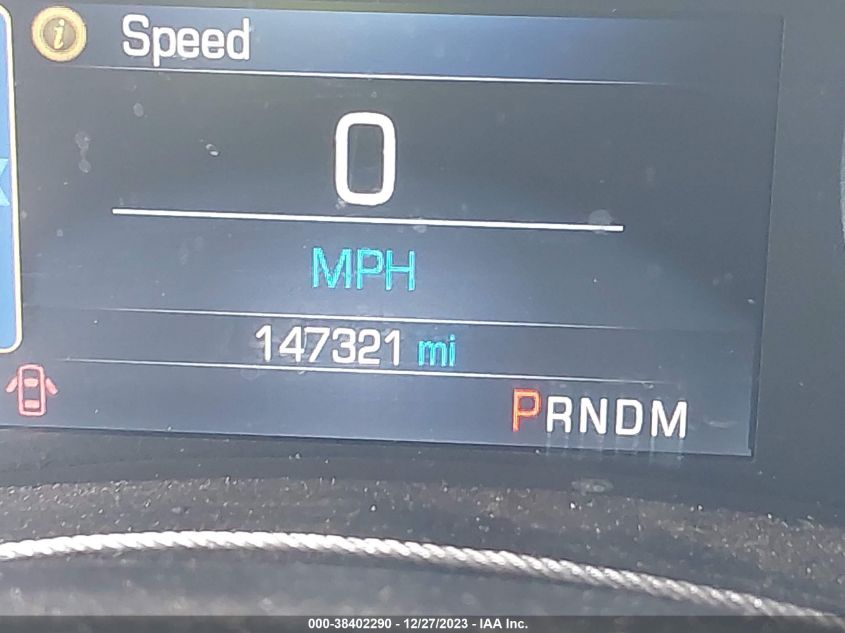 i Speed
0
MPH
147321 mi
PRNDM
000-38402290 - 12/27/2023 - IAA Inc.